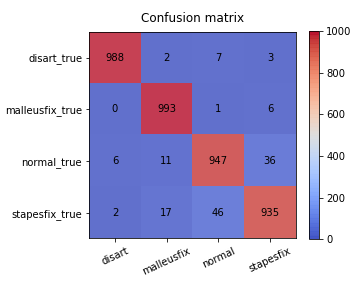 Confusion matrix
disart_true 988 2 7 3
malleusfix_true 0 993 1 6
normal_true 6 11 947 36
stapesfix_true 2 17 46 935
disart malleusfix normal stapesfix
1000
800
600
400
200
0